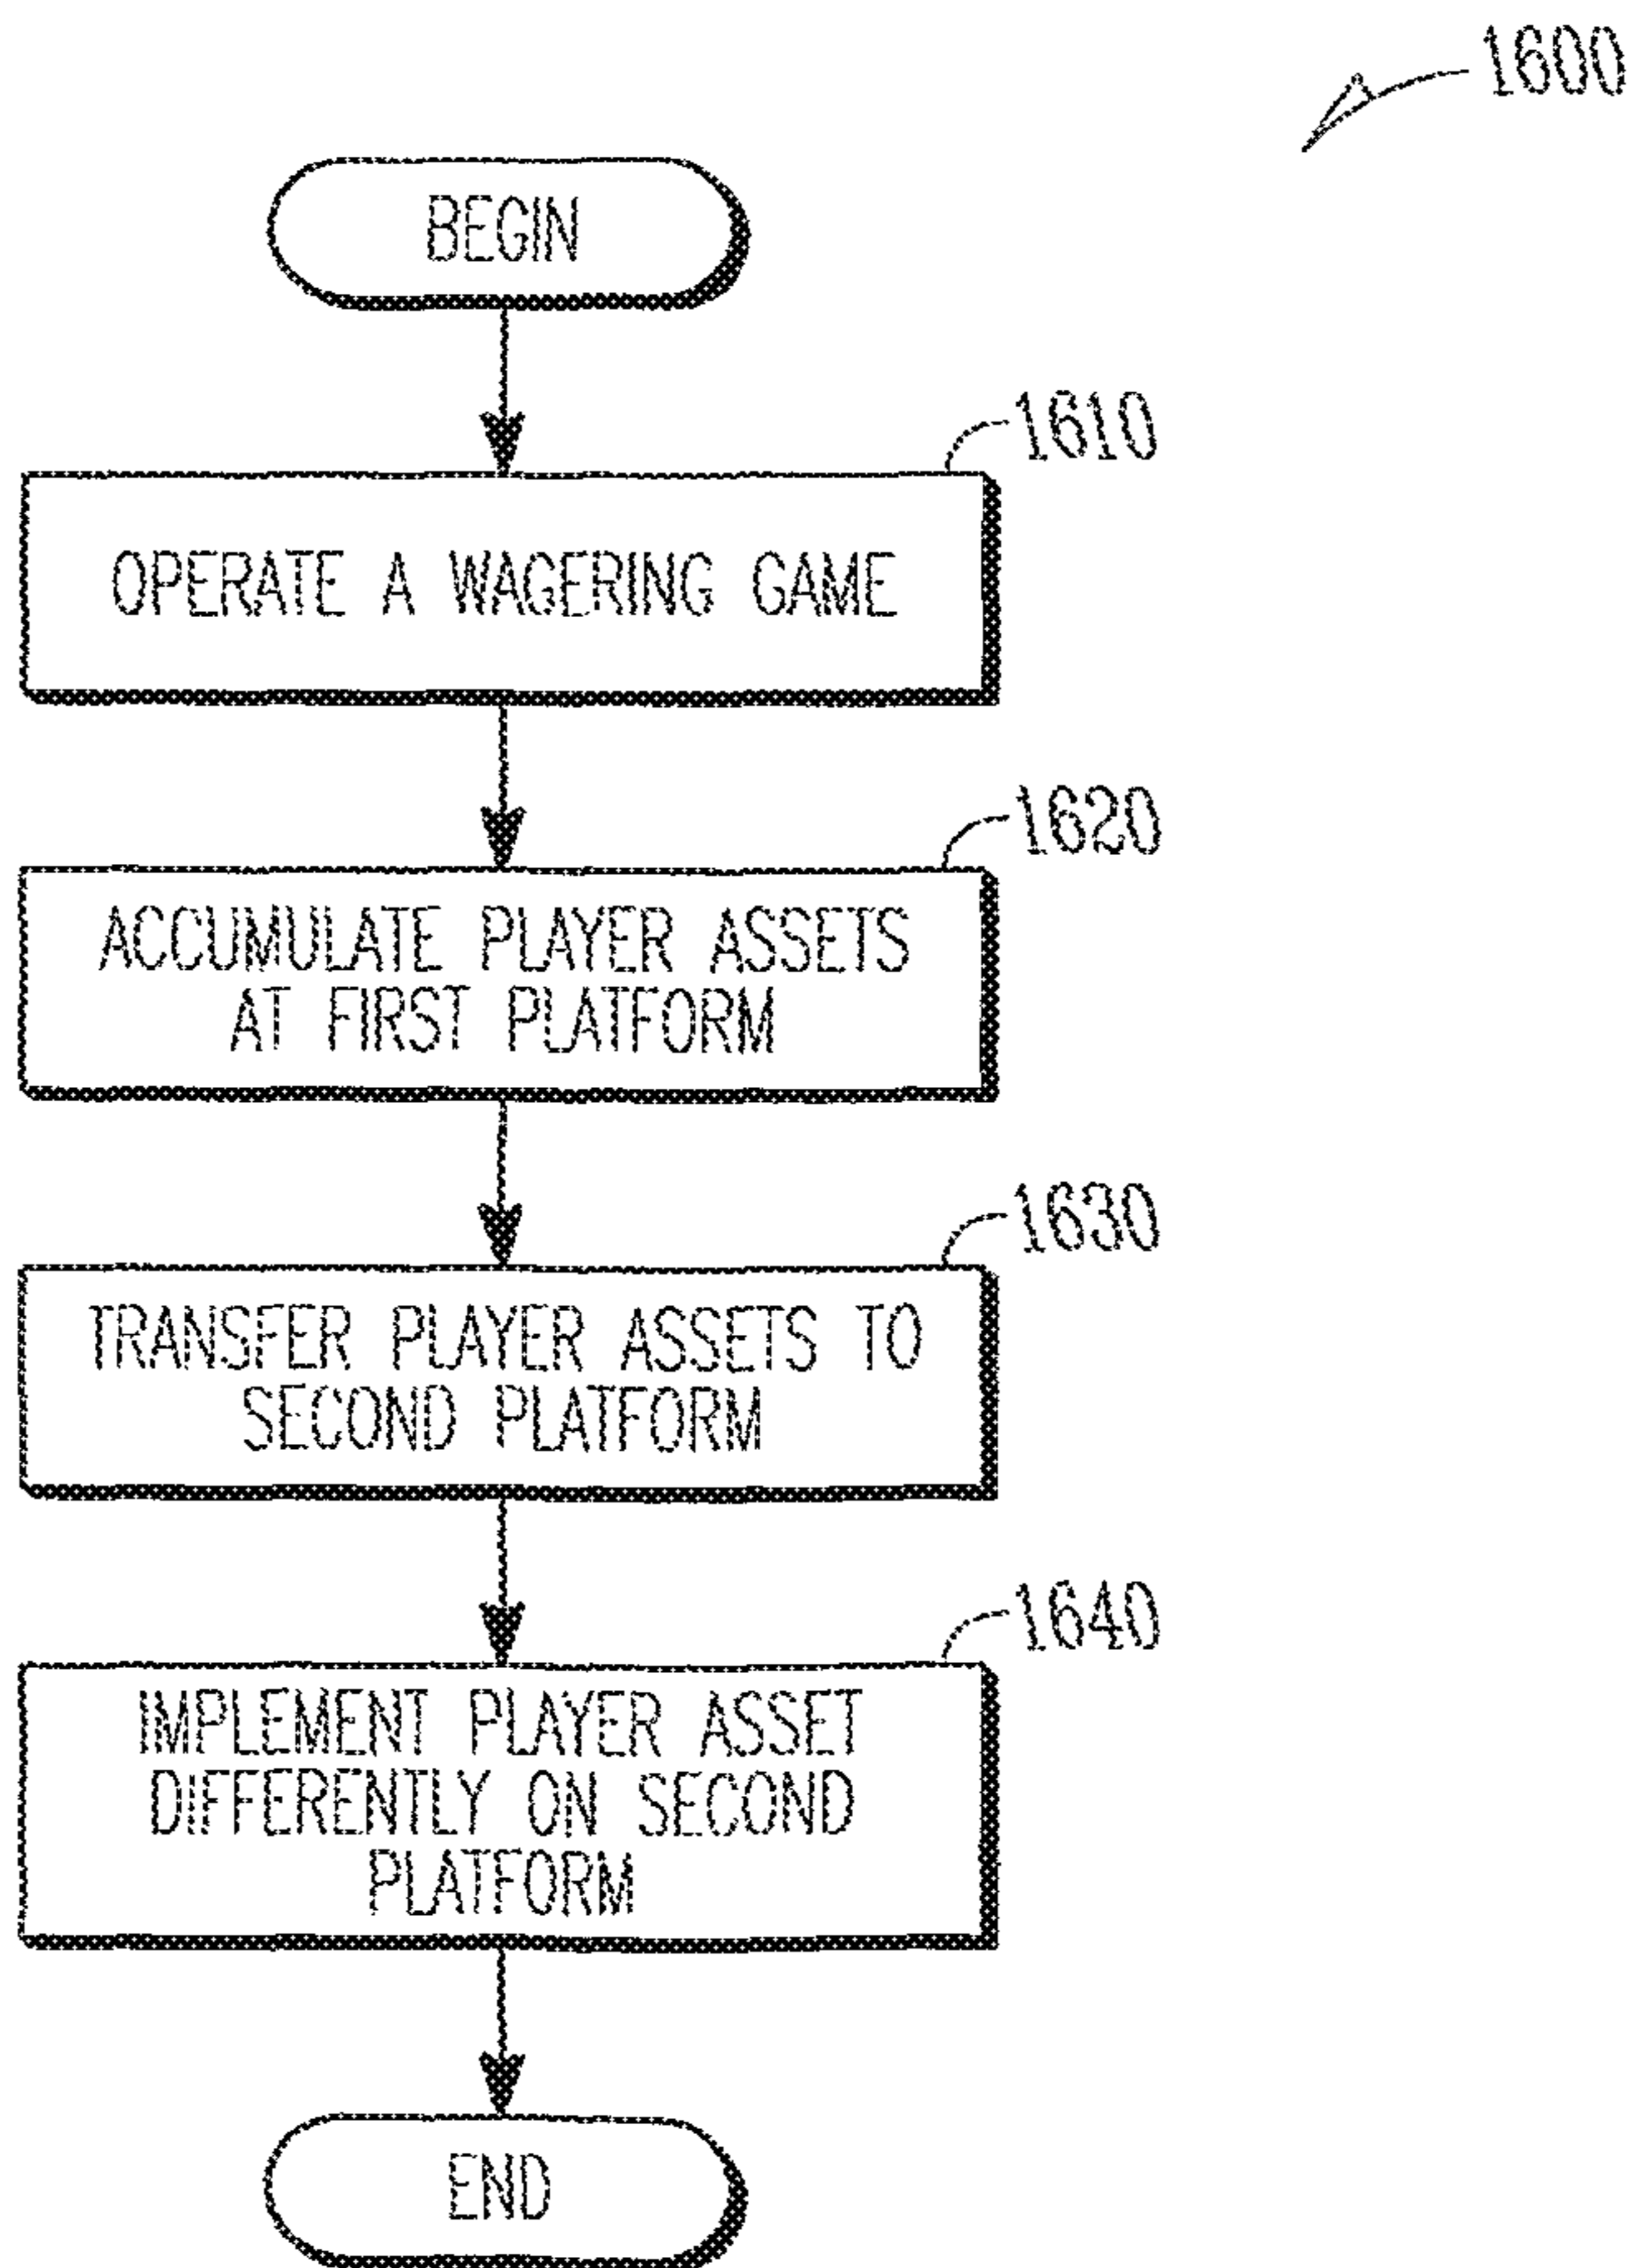 1600
BEGIN
1610
OPERATE A WAGERING GAME
1620
ACCUMULATE PLAYER ASSETS
AT FIRST PLATFORM
1630
TRANSFER PLAYER ASSETS TO
SECOND PLATFORM
1640
IMPLEMENT PLAYER ASSET
DIFFERENTLY ON SECOND
PLATFORM
END